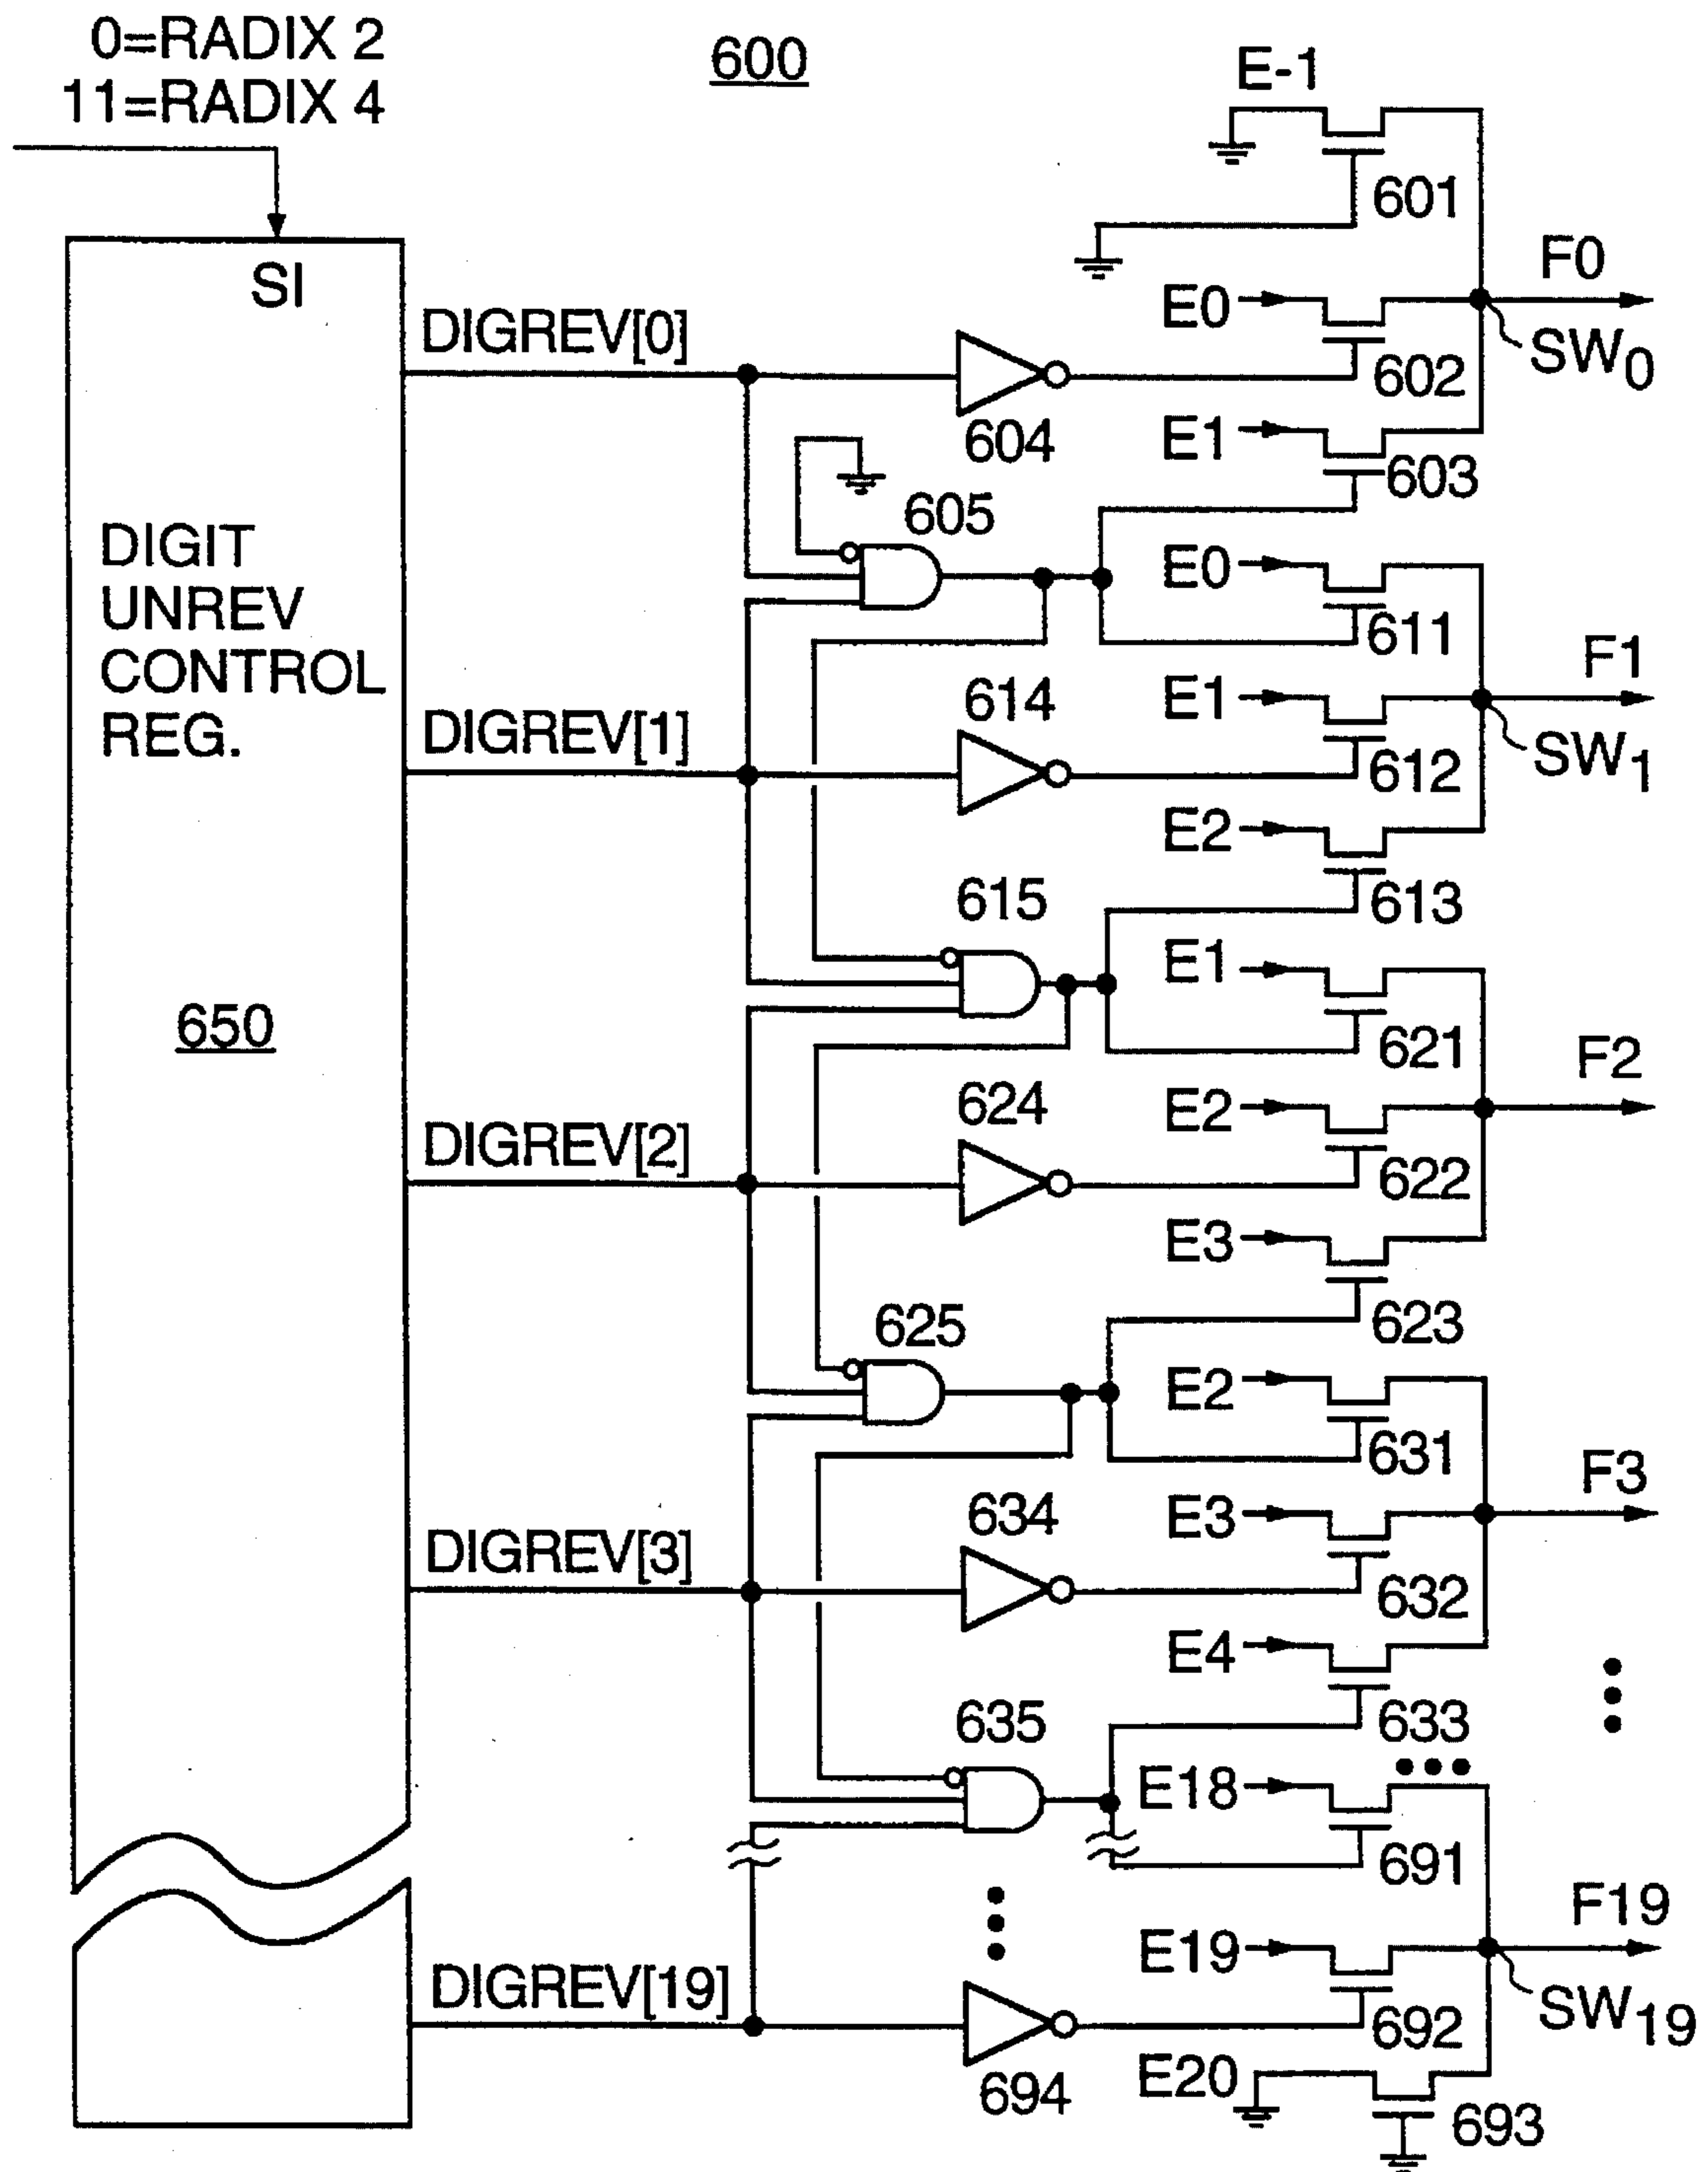 0=RADIX 2
11=RADIX 4
600
E-1
601
SI
F0
E0
SW0
602
DIGREV[0]
604
E1
603
605
E0
611
DIGIT
UNREV
CONTROL
REG.
F1
614
E1
SW1
612
DIGREV[1]
E2
613
615
E1
621
650
F2
624
E2
622
DIGREV[2]
E3
623
625
E2
631
F3
634
E3
632
DIGREV[3]
E4
633
635
E18
691
F19
E19
SW19
692
DIGREV[19]
694
E20
693